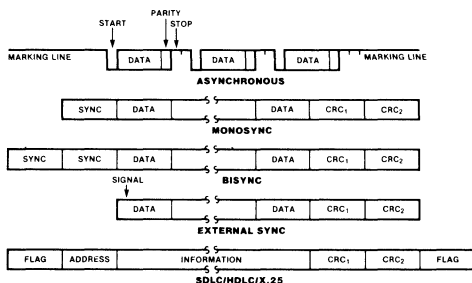 PARITY
START STOP
MARKING LINE DATA DATA DATA MARKING LINE
ASYNCHRONOUS
SYNC DATA DATA CRC1 CRC2
MONOSYNC
SYNC SYNC DATA DATA CRC1 CRC2
BISYNC
SIGNAL
DATA DATA CRC1 CRC2
EXTERNAL SYNC
FLAG ADDRESS INFORMATION CRC1 CRC2 FLAG
SDLC/HDLC/X.25